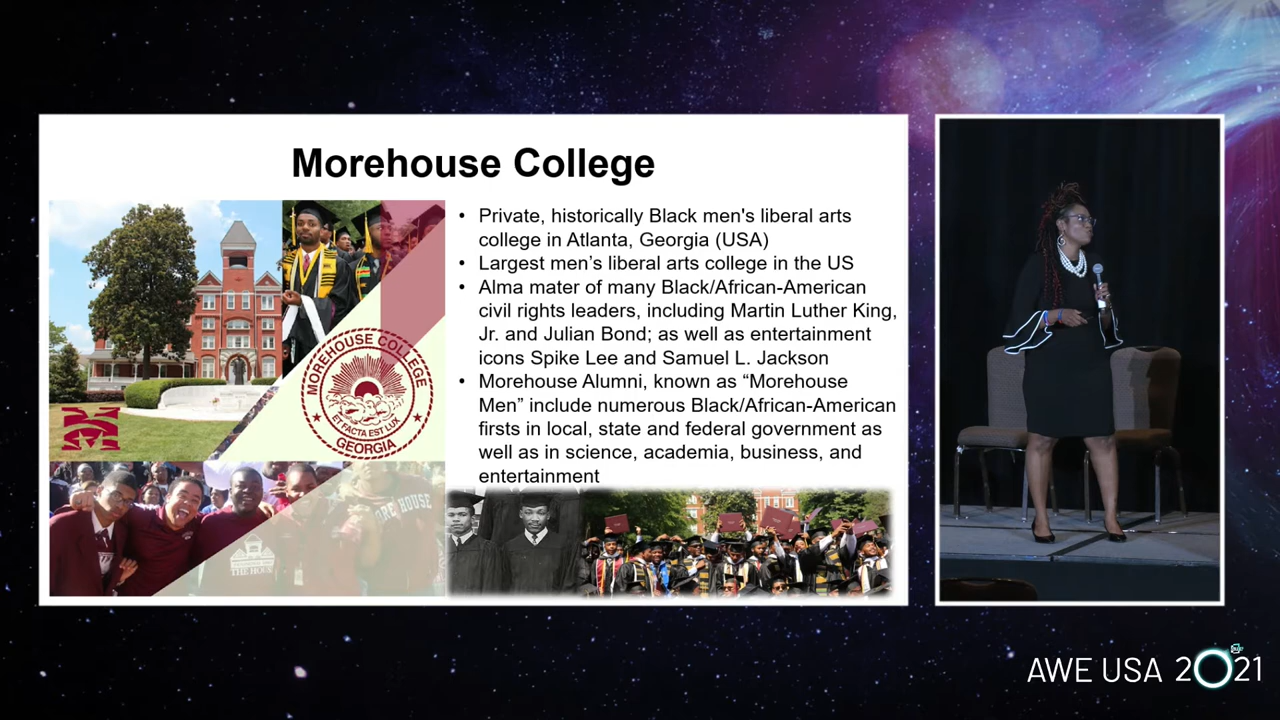 Morehouse College
• Private, historically Black men's liberal arts
college in Atlanta, Georgia (USA)
• Largest men’s liberal arts college in the US
• Alma mater of many Black/African-American
civil rights leaders, including Martin Luther King,
Jr. and Julian Bond; as well as entertainment
icons Spike Lee and Samuel L. Jackson
• Morehouse Alumni, known as “Morehouse
Men” include numerous Black/African-American
firsts in local, state and federal government as
well as in science, academia, business, and
entertainment
MOREHOUSE COLLEGE
ET FACTA EST LUX
GEORGIA
THE HOUSE
AWE USA 2021